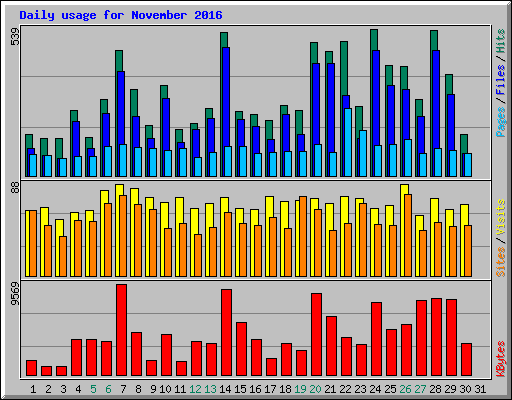 Daily usage for November 2016
539
Pages / Files / Hits
88
Sites / Visits
9569
KBytes
1 2 3 4 5 6 7 8 9 10 11 12 13 14 15 16 17 18 19 20 21 22 23 24 25 26 27 28 29 30 31